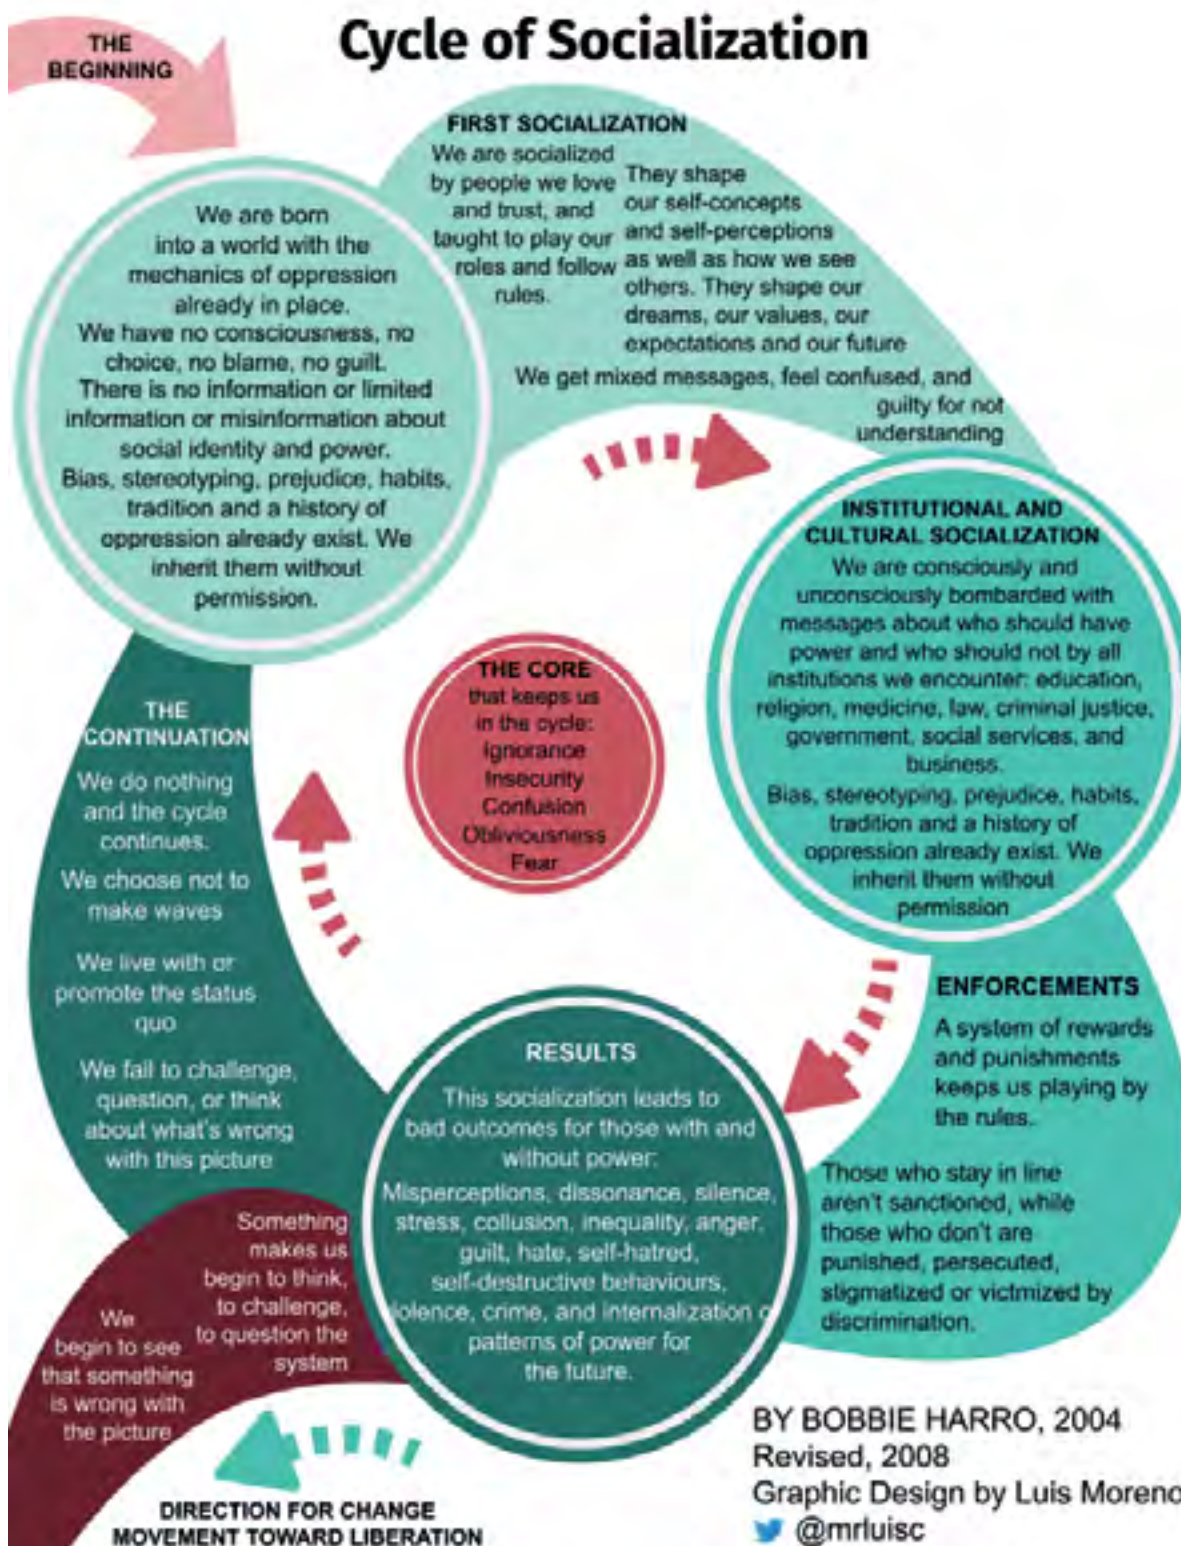 Cycle of Socialization
THE
BEGINNING
We are born
into a world with the
mechanics of oppression
already in place.
We have no consciousness, no
choice, no blame, no guilt.
There is no information or limited
information or misinformation about
social identity and power.
Bias, stereotyping, prejudice, habits,
tradition and a history of
oppression already exist. We
inherit them without
permission.
FIRST SOCIALIZATION
We are socialized
by people we love
and trust, and
taught to play our
roles and follow
rules.
They shape
our self-concepts
and self-perceptions
as well as how we see
others. They shape our
dreams, our values, our
expectations and our future
We get mixed messages, feel confused, and
guilty for not
understanding
INSTITUTIONAL AND
CULTURAL SOCIALIZATION
We are consciously and
unconsciously bombarded with
messages about who should have
power and who should not by all
institutions we encounter: education,
religion, medicine, law, criminal justice,
government, social services, and
business.
Bias, stereotyping, prejudice, habits,
tradition and a history of
oppression already exist. We
inherit them without
permission
ENFORCEMENTS
A system of rewards
and punishments
keeps us playing by
the rules.
Those who stay in line
aren't sanctioned, while
those who don't are
punished, persecuted,
stigmatized or victmized by
discrimination.
RESULTS
This socialization leads to
bad outcomes for those with and
without power:
Misperceptions, dissonance, silence,
stress, collusion, inequality, anger,
guilt, hate, self-hatred,
self-destructive behaviours,
iolence, crime, and internalization o
patterns of power for
the future.
THE CONTINUATION
We do nothing
and the cycle
continues.
We choose not to
make waves
We live with or
promote the status
quo
We fail to challenge,
question, or think
about what's wrong
with this picture
THE CORE
that keeps us
in the cycle:
Ignorance
Insecurity
Confusion
Obliviousness
Fear
Something
makes us
begin to think,
to challenge,
to question the
system
We
begin to see
that something
is wrong with
the picture
DIRECTION FOR CHANGE
MOVEMENT TOWARD LIBERATION
BY BOBBIE HARRO, 2004
Revised, 2008
Graphic Design by Luis Moreno
@mrluisc